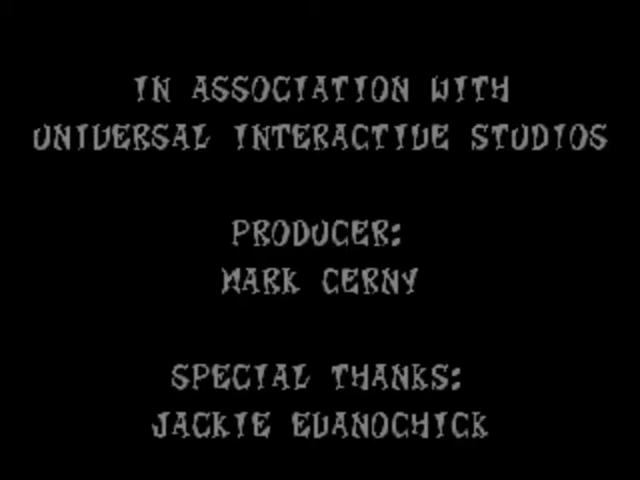 IN ASSOCIATION WITH
UNIVERSAL INTERACTIVE STUDIOS
PRODUCER:
MARK CERNY
SPECIAL THANKS:
JACKIE EVANOCHICK